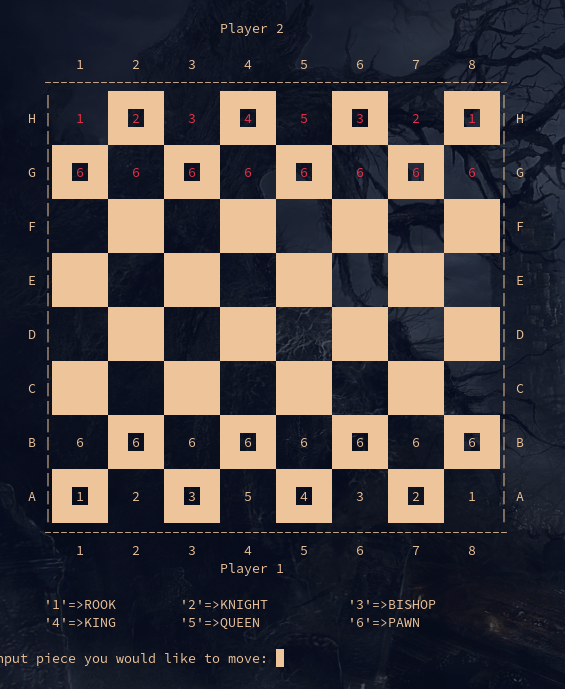 Player 2
1 2 3 4 5 6 7 8
H 1 2 3 4 5 3 2 1 H
G 6 6 6 6 6 6 6 6 G
F F
E E
D D
C C
B 6 6 6 6 6 6 6 6 B
A 1 2 3 5 4 3 2 1 A
1 2 3 4 5 6 7 8
Player 1
'1'=>ROOK '2'=>KNIGHT '3'=>BISHOP
'4'=>KING '5'=>QUEEN '6'=>PAWN
nput piece you would like to move: